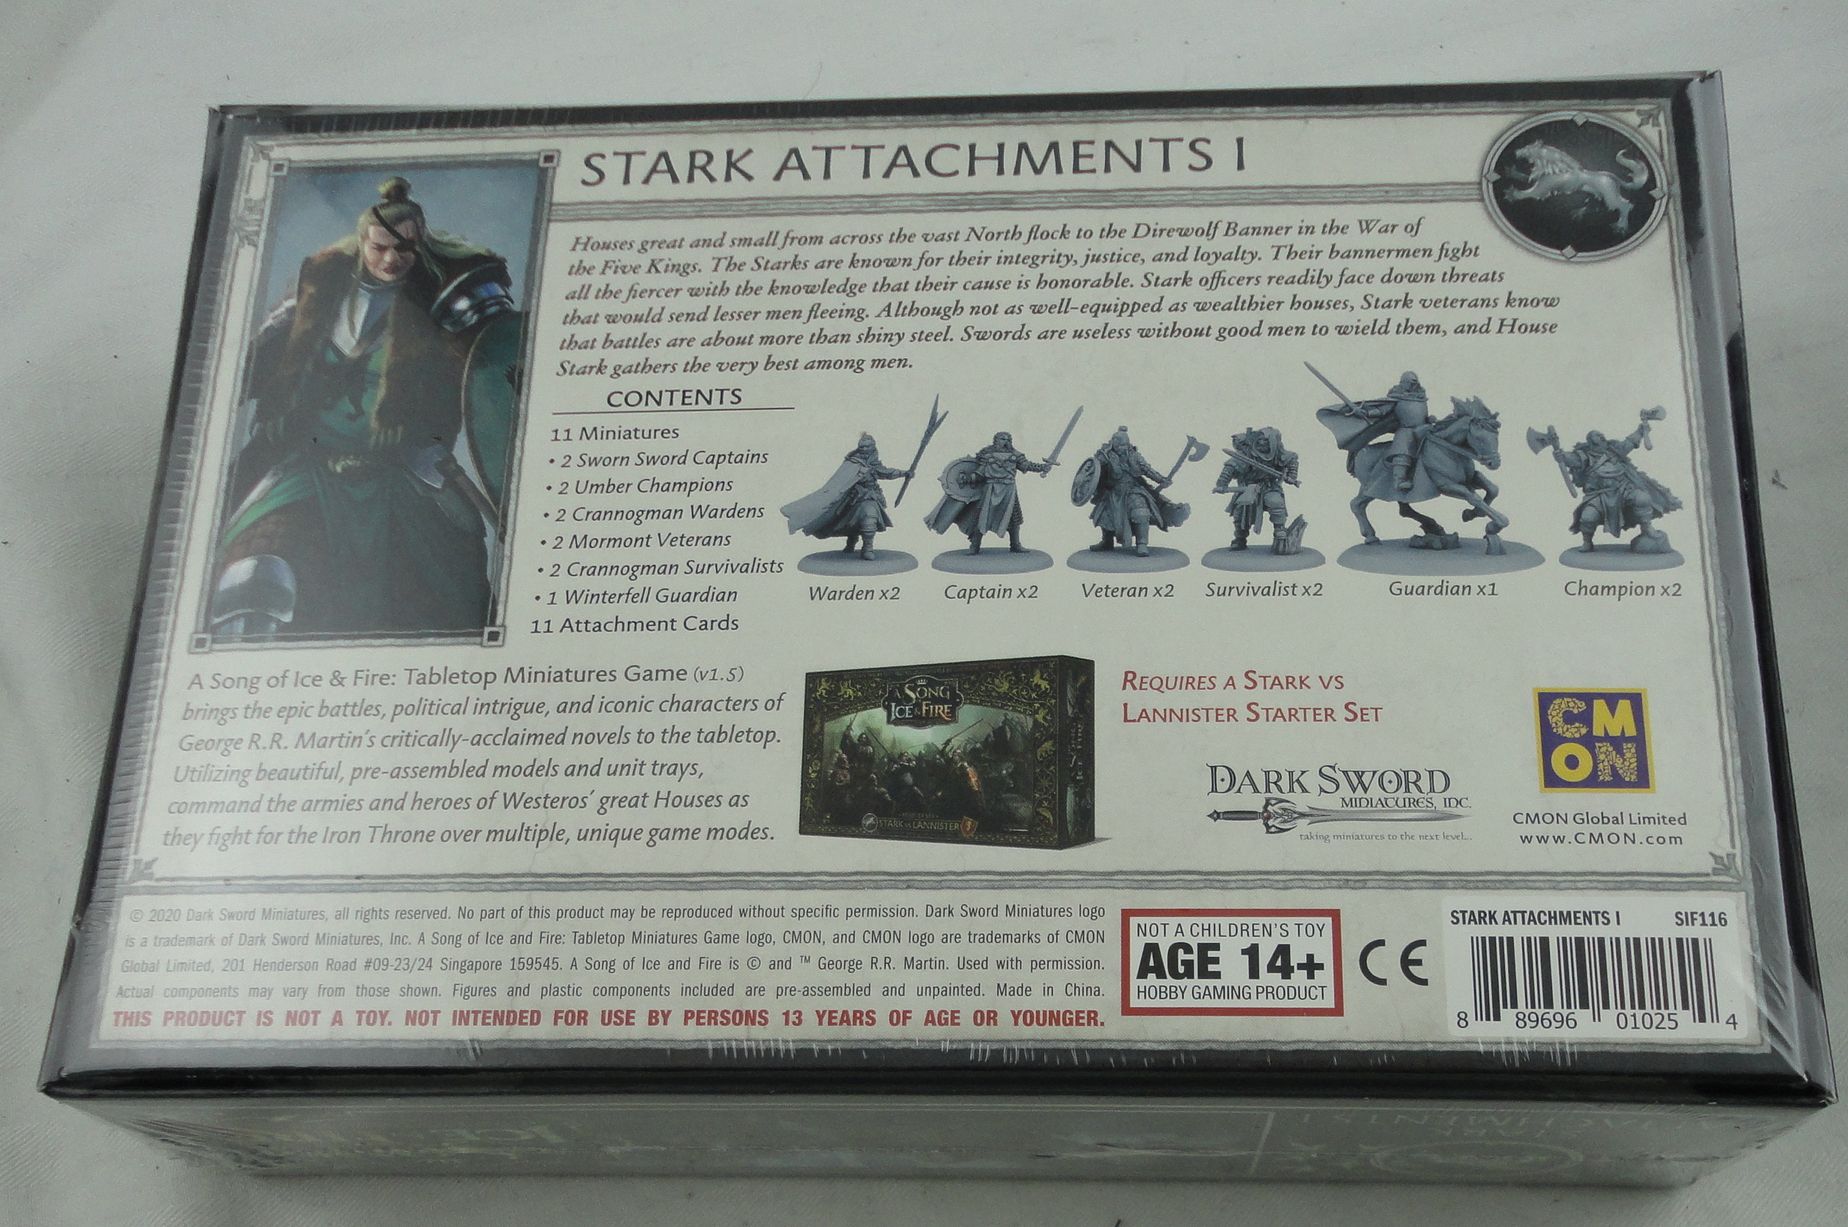 STARK ATTACHMENTS I
Houses great and small from across the vast North flock to the Direwolf Banner in the War of
the Five Kings. The Starks are known for their integrity, justice, and loyalty. Their bannermen fight
all the fiercer with the knowledge that their cause is honorable. Stark officers readily face down threats
that would send lesser men fleeing. Although not as well-equipped as wealthier houses, Stark veterans know
that battles are about more than shiny steel. Swords are useless without good men to wield them, and House
Stark gathers the very best among men.
CONTENTS
11 Miniatures
• 2 Sworn Sword Captains
• 2 Umber Champions
• 2 Crannogman Wardens
• 2 Mormont Veterans
• 2 Crannogman Survivalists
• 1 Winterfell Guardian
11 Attachment Cards
Warden x2
Captain x2
Veteran x2
Survivalist x2
Guardian x1
Champion x2
A Song of Ice & Fire: Tabletop Miniatures Game (v1.5)
brings the epic battles, political intrigue, and iconic characters of
George R.R. Martin's critically-acclaimed novels to the tabletop.
Utilizing beautiful, pre-assembled models and unit trays,
command the armies and heroes of Westeros' great Houses as
they fight for the Iron Throne over multiple, unique game modes.
A SONG
OF
ICE & FIRE
STARK VS LANNISTER
REQUIRES A STARK VS
LANNISTER STARTER SET
DARK SWORD
MINIATURES, INC.
taking miniatures to the next level...
CM
ON
CMON Global Limited
www.CMON.com
© 2020 Dark Sword Miniatures, all rights reserved. No part of this product may be reproduced without specific permission. Dark Sword Miniatures logo
is a trademark of Dark Sword Miniatures, Inc. A Song of Ice and Fire: Tabletop Miniatures Game logo, CMON, and CMON logo are trademarks of CMON
Global Limited, 201 Henderson Road #09-23/24 Singapore 159545. A Song of Ice and Fire is © and ™ George R.R. Martin. Used with permission.
Actual components may vary from those shown. Figures and plastic components included are pre-assembled and unpainted. Made in China.
THIS PRODUCT IS NOT A TOY. NOT INTENDED FOR USE BY PERSONS 13 YEARS OF AGE OR YOUNGER.
NOT A CHILDREN'S TOY
AGE 14+
HOBBY GAMING PRODUCT
CE
STARK ATTACHMENTS I SIF116
8 89696 01025 4